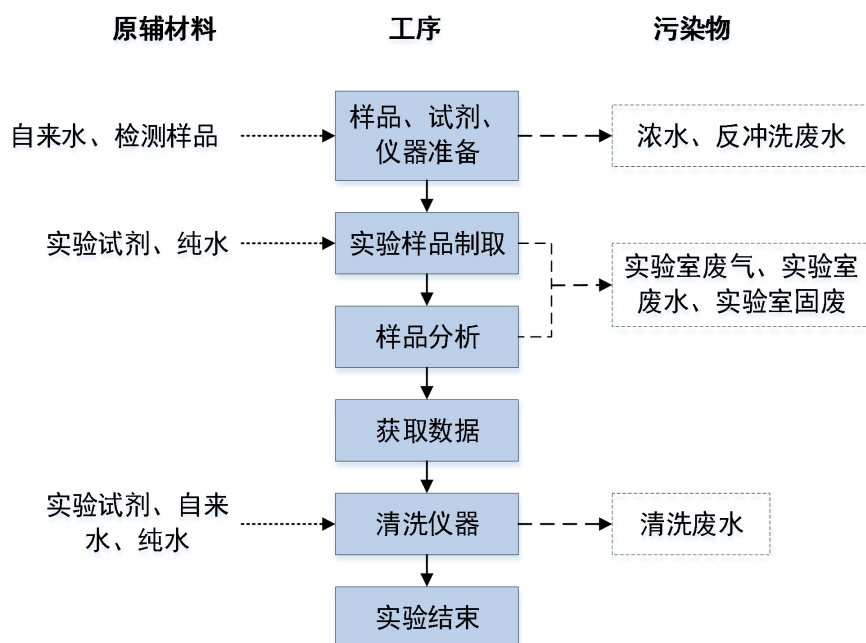 原辅材料
工序
污染物
自来水、检测样品
样品、试剂、
仪器准备
浓水、反冲洗废水
实验试剂、纯水
实验样品制取
实验室废气、实验室
废水、实验室固废
样品分析
获取数据
实验试剂、自来
水、纯水
清洗仪器
清洗废水
实验结束